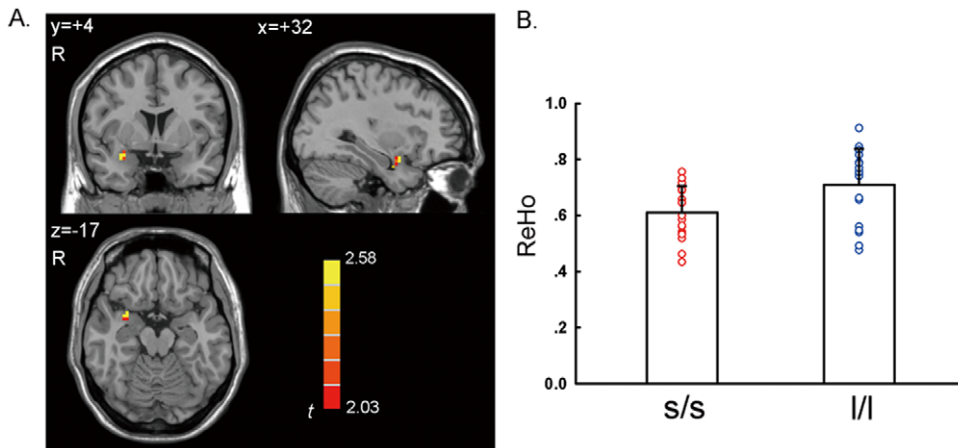 A.
y=+4
x=+32
R
z=-17
R
2.58
t
2.03
B.
ReHo
1.0
.8
.6
.4
.2
0.0
s/s
l/l